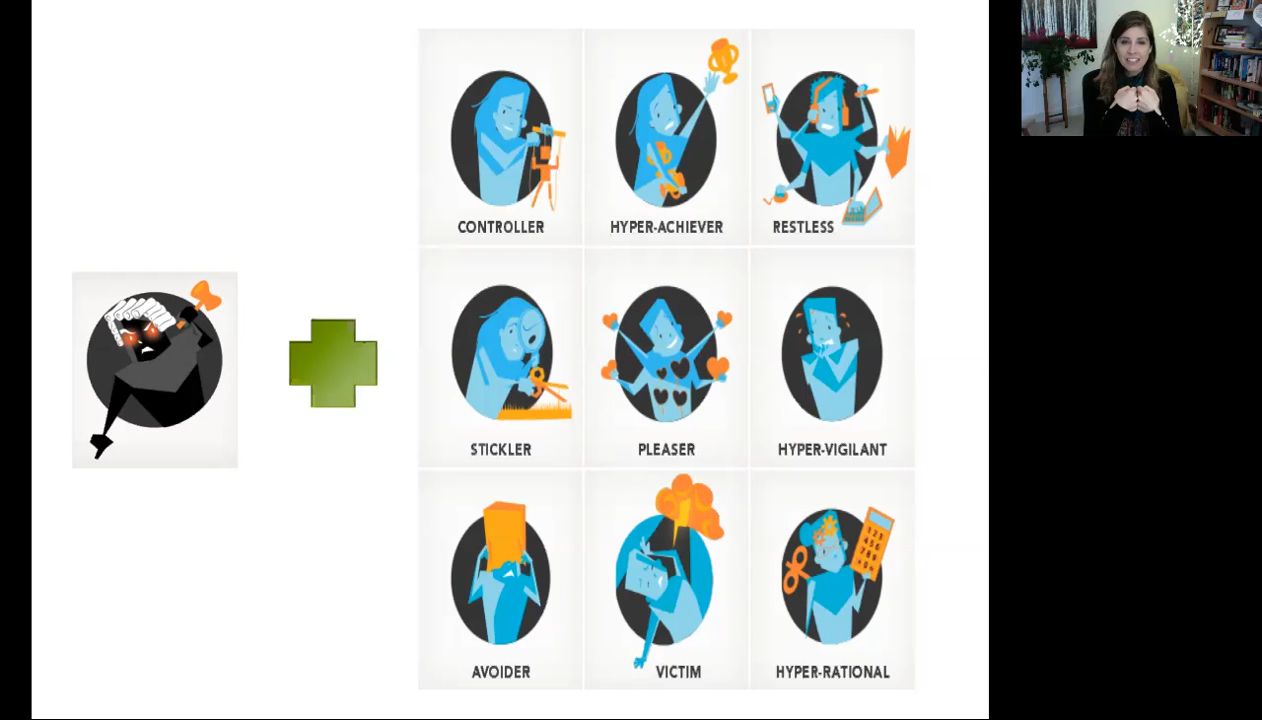 CONTROLLER
HYPER-ACHIEVER
RESTLESS
STICKLER
PLEASER
HYPER-VIGILANT
AVOIDER
VICTIM
HYPER-RATIONAL